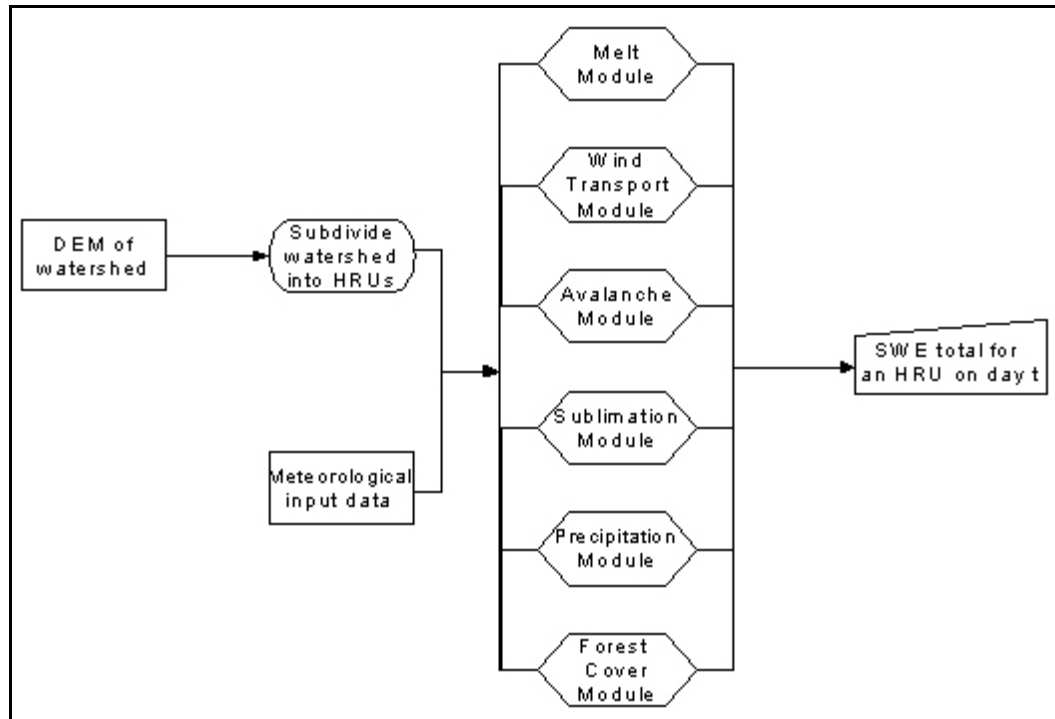 DEM of
watershed
Subdivide
watershed
into HRUs
Meteorological
input data
Melt
Module
Wind
Transport
Module
Avalanche
Module
Sublimation
Module
Precipitation
Module
Forest
Cover
Module
SWE total for
an HRU on day t